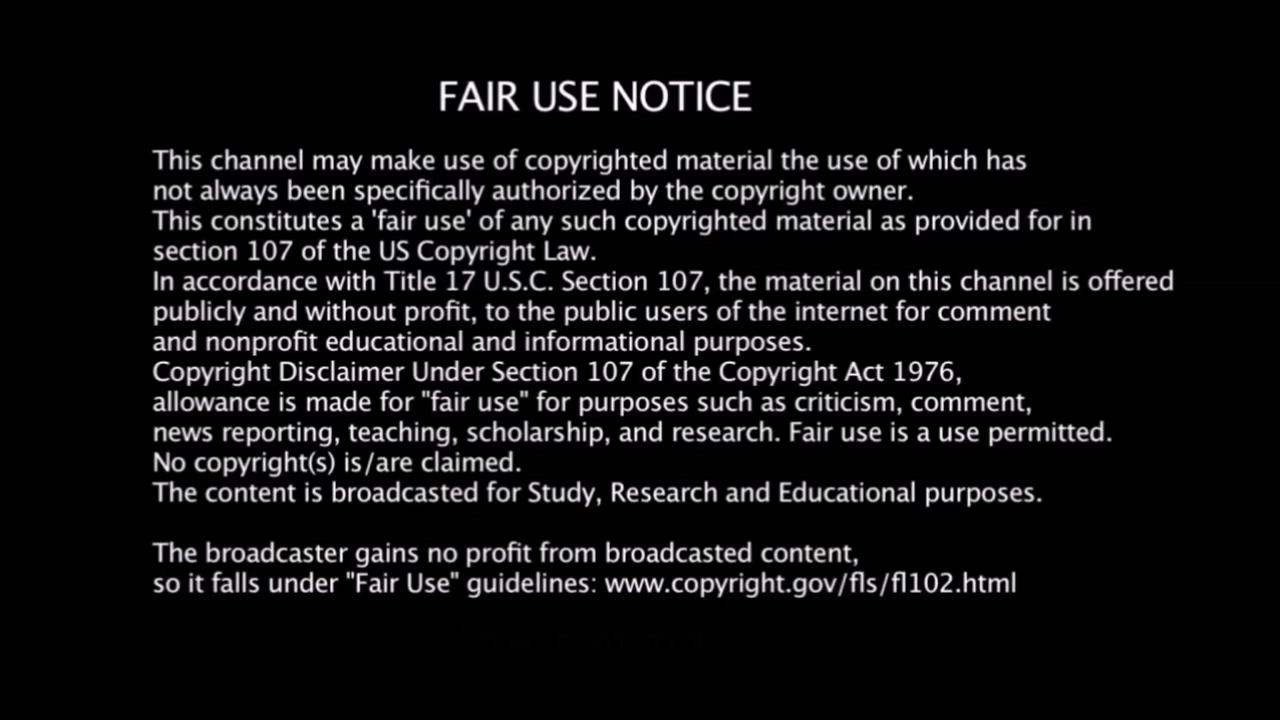 FAIR USE NOTICE
This channel may make use of copyrighted material the use of which has
not always been specifically authorized by the copyright owner.
This constitutes a 'fair use' of any such copyrighted material as provided for in
section 107 of the US Copyright Law.
In accordance with Title 17 U.S.C. Section 107, the material on this channel is offered
publicly and without profit, to the public users of the internet for comment
and nonprofit educational and informational purposes.
Copyright Disclaimer Under Section 107 of the Copyright Act 1976,
allowance is made for "fair use" for purposes such as criticism, comment,
news reporting, teaching, scholarship, and research. Fair use is a use permitted.
No copyright(s) is/are claimed.
The content is broadcasted for Study, Research and Educational purposes.
The broadcaster gains no profit from broadcasted content,
so it falls under "Fair Use" guidelines: www.copyright.gov/fls/fl102.html